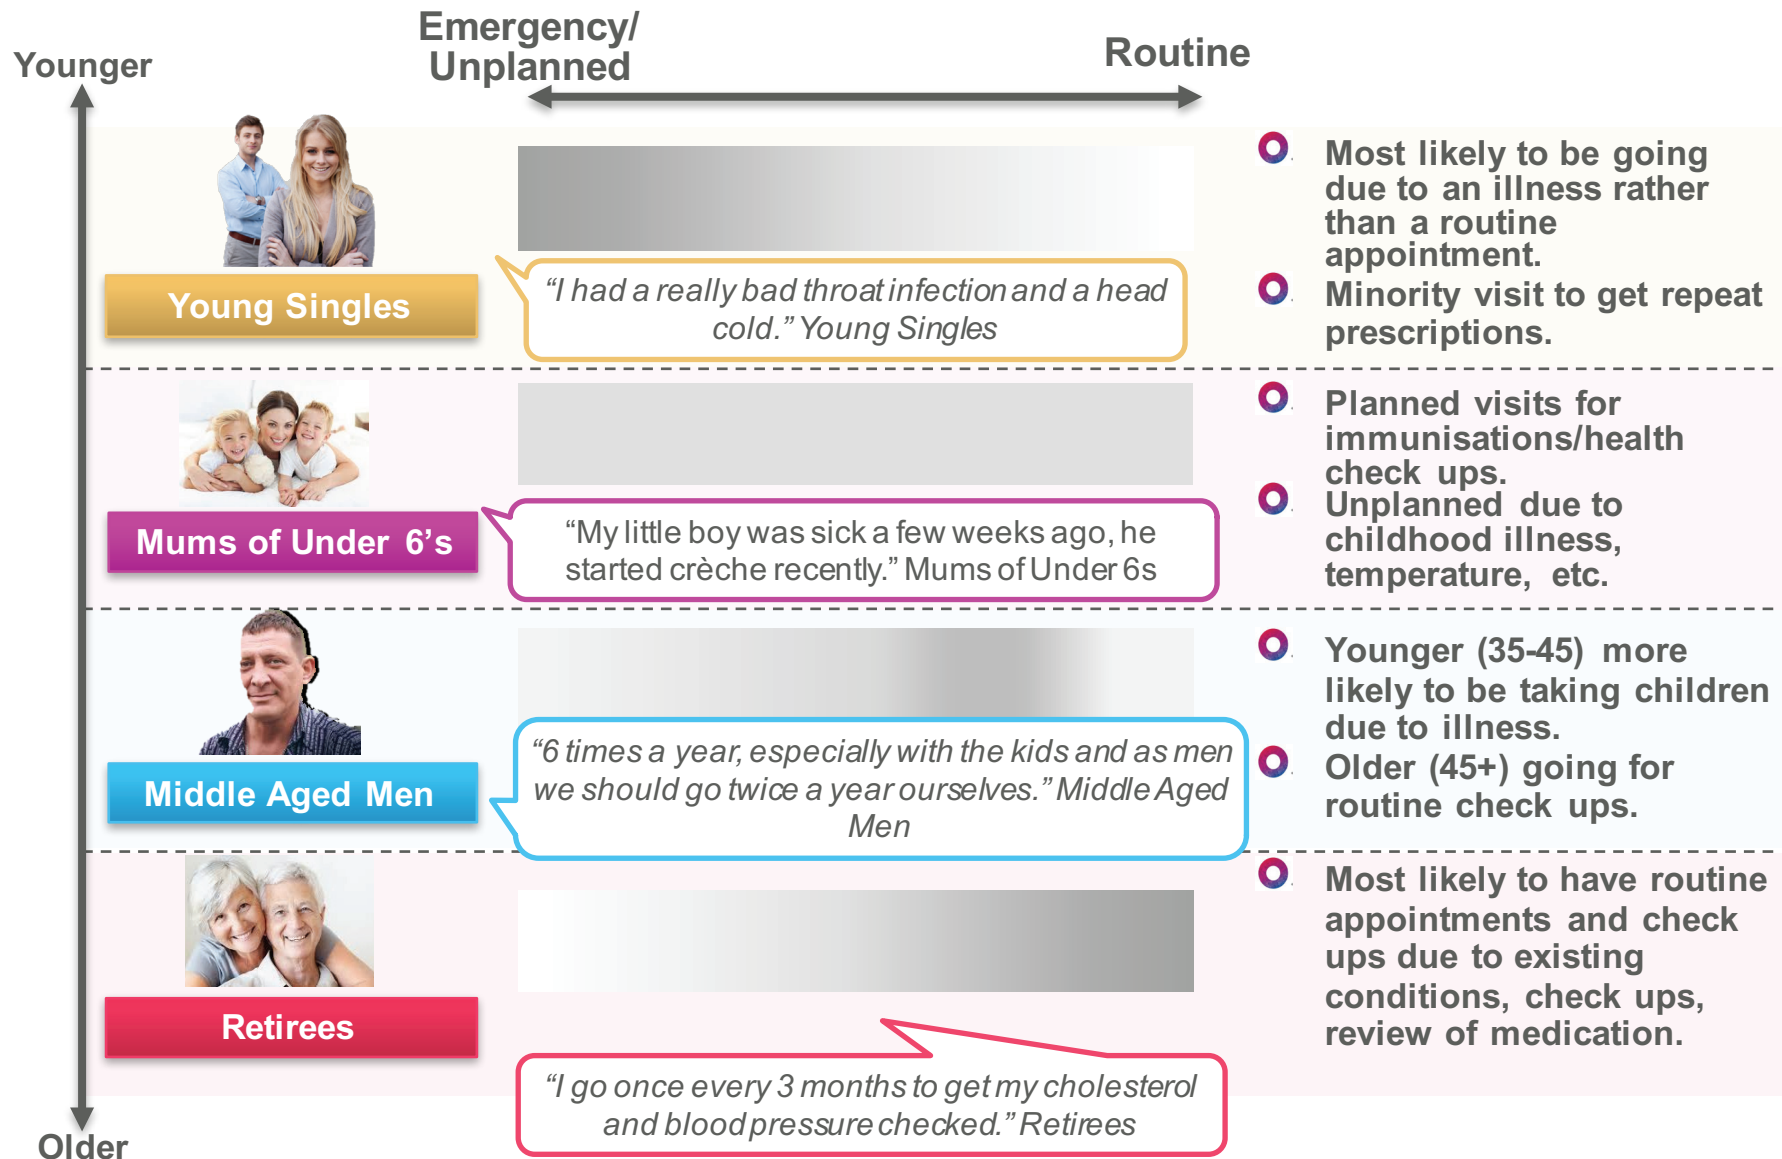 Emergency/
Unplanned
Routine
Younger
Young Singles
“I had a really bad throat infection and a head
cold.” Young Singles
Most likely to be going
due to an illness rather
than a routine
appointment.
Minority visit to get repeat
prescriptions.
Mums of Under 6’s
“My little boy was sick a few weeks ago, he
started crèche recently.” Mums of Under 6s
Planned visits for
immunisations/health
check ups.
Unplanned due to
childhood illness,
temperature, etc.
Middle Aged Men
“6 times a year, especially with the kids and as men
we should go twice a year ourselves.” Middle Aged
Men
Younger (35-45) more
likely to be taking children
due to illness.
Older (45+) going for
routine check ups.
Retirees
“I go once every 3 months to get my cholesterol
and blood pressure checked.” Retirees
Most likely to have routine
appointments and check
ups due to existing
conditions, check ups,
review of medication.
Older